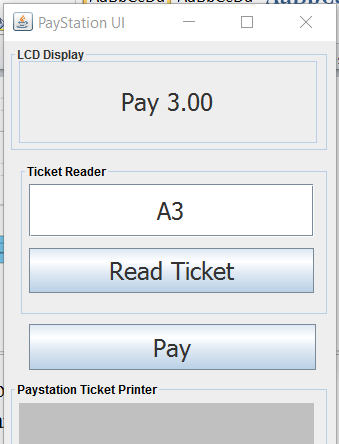 PayStation UI
LCD Display
Pay 3.00
Ticket Reader
A3
Read Ticket
Pay
Paystation Ticket Printer